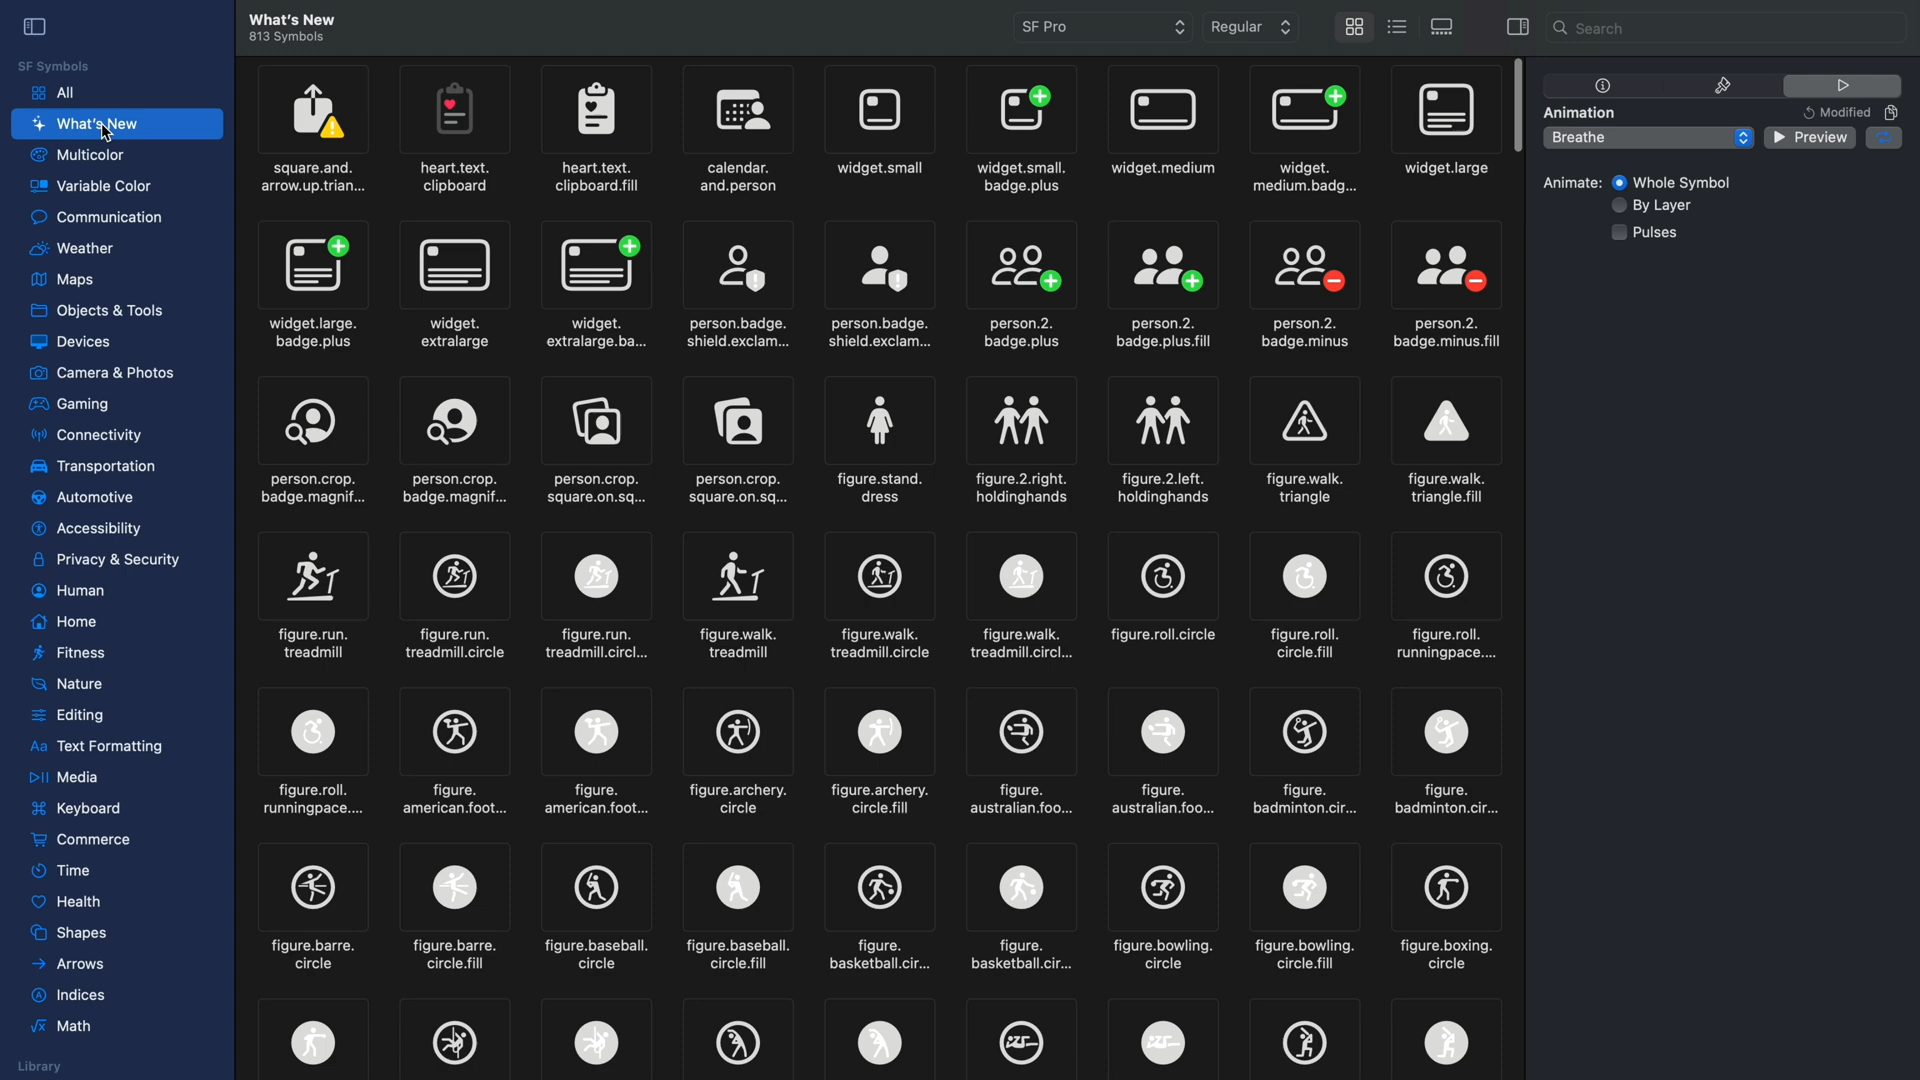 What's New
813 Symbols
SF Pro
Regular
Search
SF Symbols
All
What's New
Multicolor
Variable Color
Communication
Weather
Maps
Objects & Tools
Devices
Camera & Photos
Gaming
Connectivity
Transportation
Automotive
Accessibility
Privacy & Security
Human
Home
Fitness
Nature
Editing
Aa Text Formatting
Media
Keyboard
Commerce
Time
Health
Shapes
Arrows
Indices
Math
Library
square.and.
arrow.up.trian...
heart.text.
clipboard
heart.text.
clipboard.fill
calendar.
and.person
widget.small
widget.small.
badge.plus
widget.medium
widget.
medium.badg...
widget.large
widget.large.
badge.plus
widget.
extralarge
widget.
extralarge.ba...
person.badge.
shield.exclam...
person.badge.
shield.exclam...
person.2.
badge.plus
person.2.
badge.plus.fill
person.2.
badge.minus
person.2.
badge.minus.fill
person.crop.
badge.magnif...
person.crop.
badge.magnif...
person.crop.
square.on.sq...
person.crop.
square.on.sq...
figure.stand.
dress
figure.2.right.
holdinghands
figure.2.left.
holdinghands
figure.walk.
triangle
figure.walk.
triangle.fill
figure.run.
treadmill
figure.run.
treadmill.circle
figure.run.
treadmill.circl...
figure.walk.
treadmill
figure.walk.
treadmill.circle
figure.walk.
treadmill.circl...
figure.roll.circle
figure.roll.
circle.fill
figure.roll.
runningpace....
figure.roll.
runningpace....
figure.
american.foot...
figure.
american.foot...
figure.archery.
circle
figure.archery.
circle.fill
figure.
australian.foo...
figure.
australian.foo...
figure.
badminton.cir...
figure.
badminton.cir...
figure.barre.
circle
figure.barre.
circle.fill
figure.baseball.
circle
figure.baseball.
circle.fill
figure.
basketball.cir...
figure.
basketball.cir...
figure.bowling.
circle
figure.bowling.
circle.fill
figure.boxing.
circle
Animation
Modified
Breathe
Preview
Animate:
Whole Symbol
By Layer
Pulses